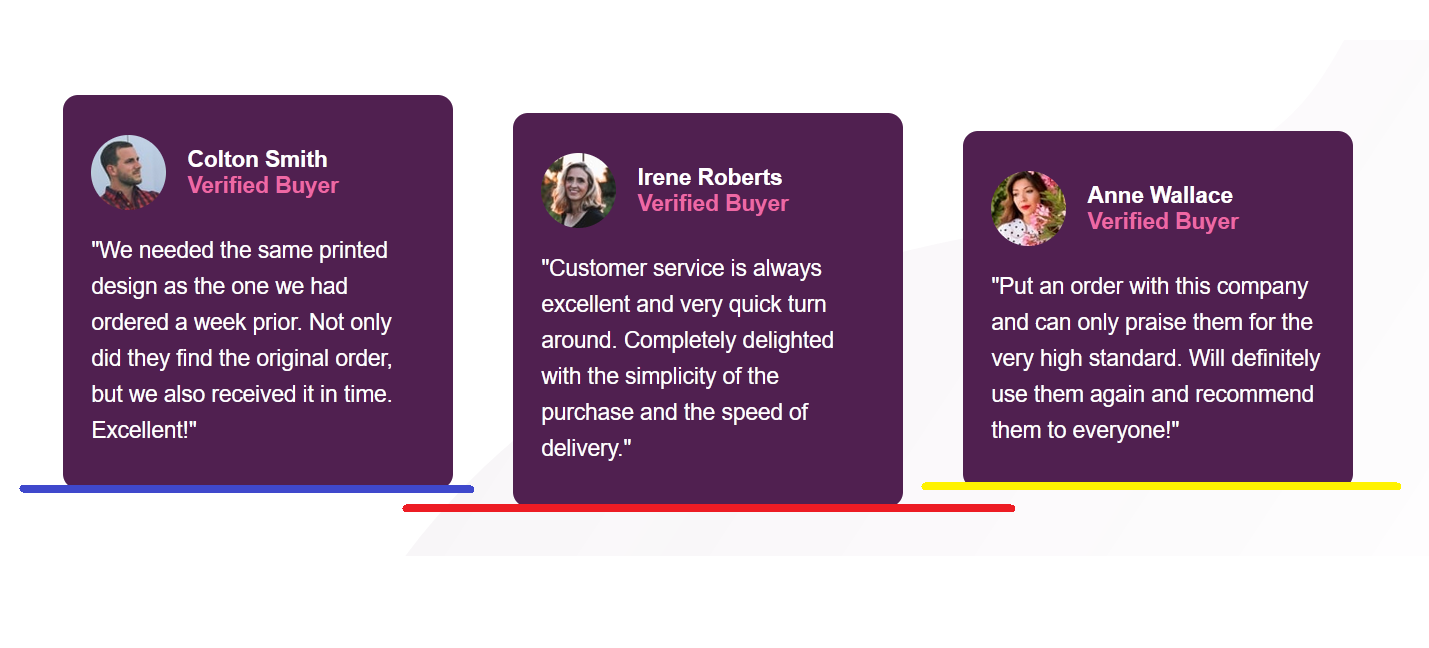 Colton Smith
Verified Buyer
"We needed the same printed
design as the one we had
ordered a week prior. Not only
did they find the original order,
but we also received it in time.
Excellent!"
Irene Roberts
Verified Buyer
"Customer service is always
excellent and very quick turn
around. Completely delighted
with the simplicity of the
purchase and the speed of
delivery."
Anne Wallace
Verified Buyer
"Put an order with this company
and can only praise them for the
very high standard. Will definitely
use them again and recommend
them to everyone!"